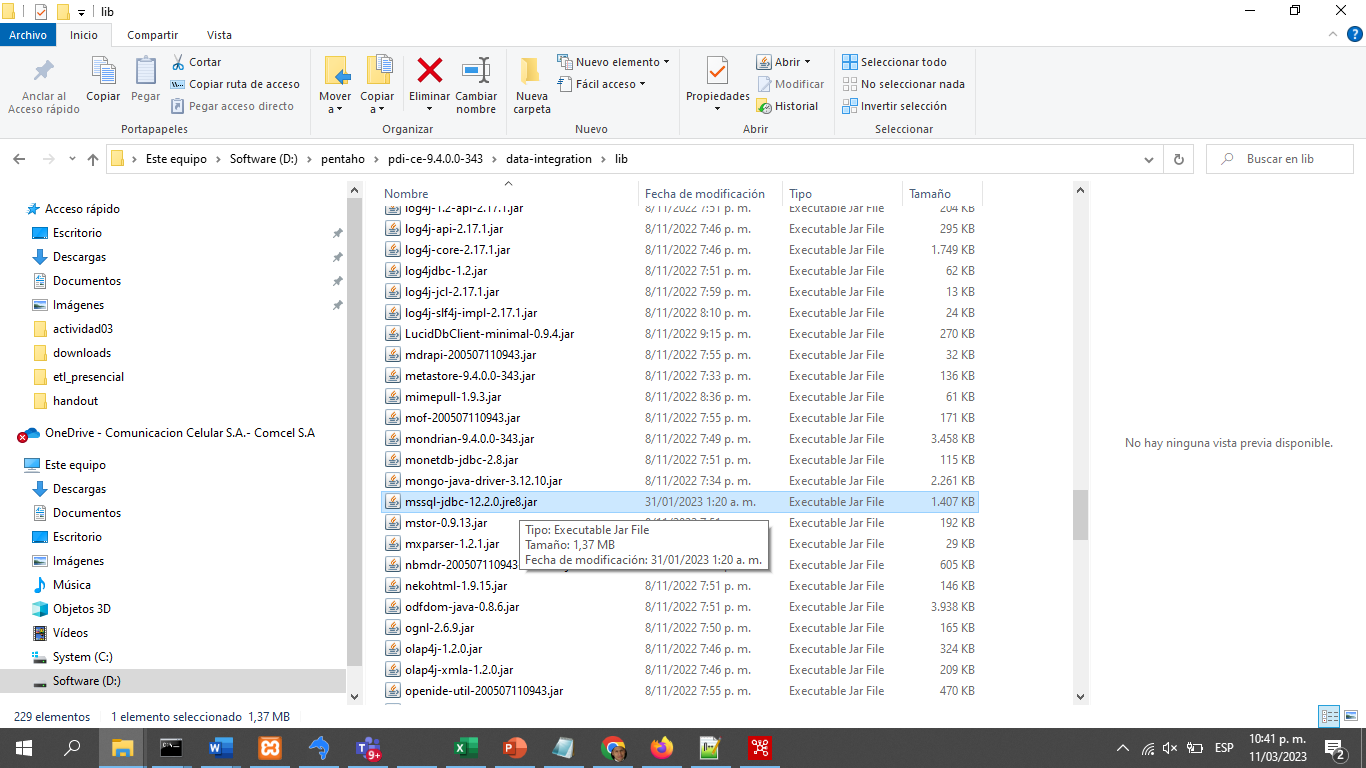 lib
Archivo Inicio Compartir Vista
Anclar al Acceso rápido
Copiar
Pegar
Cortar
Copiar ruta de acceso
Pegar acceso directo
Portapapeles
Mover a
Copiar a
Eliminar
Cambiar nombre
Organizar
Nueva carpeta
Nuevo elemento
Fácil acceso
Nuevo
Propiedades
Abrir
Modificar
Historial
Abrir
Seleccionar todo
No seleccionar nada
Invertir selección
Seleccionar
Este equipo > Software (D:) > pentaho > pdi-ce-9.4.0.0-343 > data-integration > lib
Buscar en lib
Acceso rápido
Escritorio
Descargas
Documentos
Imágenes
actividad03
downloads
etl_presencial
handout
OneDrive - Comunicacion Celular S.A.- Comcel S.A
Este equipo
Descargas
Documentos
Escritorio
Imágenes
Música
Objetos 3D
Vídeos
System (C:)
Software (D:)
Nombre Fecha de modificación Tipo Tamaño
log4j-1.2-api-2.17.1.jar 8/11/2022 7:51 p. m. Executable Jar File 204 KB
log4j-api-2.17.1.jar 8/11/2022 7:46 p. m. Executable Jar File 295 KB
log4j-core-2.17.1.jar 8/11/2022 7:46 p. m. Executable Jar File 1.749 KB
log4jdbc-1.2.jar 8/11/2022 7:51 p. m. Executable Jar File 62 KB
log4j-jcl-2.17.1.jar 8/11/2022 7:59 p. m. Executable Jar File 13 KB
log4j-slf4j-impl-2.17.1.jar 8/11/2022 8:10 p. m. Executable Jar File 24 KB
LucidDbClient-minimal-0.9.4.jar 8/11/2022 9:15 p. m. Executable Jar File 270 KB
mdrapi-200507110943.jar 8/11/2022 7:55 p. m. Executable Jar File 32 KB
metastore-9.4.0.0-343.jar 8/11/2022 7:33 p. m. Executable Jar File 136 KB
mimepull-1.9.3.jar 8/11/2022 8:36 p. m. Executable Jar File 61 KB
mof-200507110943.jar 8/11/2022 7:55 p. m. Executable Jar File 171 KB
mondrian-9.4.0.0-343.jar 8/11/2022 7:49 p. m. Executable Jar File 3.458 KB
monetdb-jdbc-2.8.jar 8/11/2022 7:51 p. m. Executable Jar File 115 KB
mongo-java-driver-3.12.10.jar 8/11/2022 7:34 p. m. Executable Jar File 2.261 KB
mssql-jdbc-12.2.0.jre8.jar 31/01/2023 1:20 a. m. Executable Jar File 1.407 KB
mstor-0.9.13.jar Executable Jar File 192 KB
mxparser-1.2.1.jar Executable Jar File 29 KB
nbmdr-200507110943 Executable Jar File 605 KB
nekohtml-1.9.15.jar 8/11/2022 7:51 p. m. Executable Jar File 146 KB
odfdom-java-0.8.6.jar 8/11/2022 7:51 p. m. Executable Jar File 3.938 KB
ognl-2.6.9.jar 8/11/2022 7:50 p. m. Executable Jar File 165 KB
olap4j-1.2.0.jar 8/11/2022 7:46 p. m. Executable Jar File 324 KB
olap4j-xmla-1.2.0.jar 8/11/2022 7:46 p. m. Executable Jar File 209 KB
openide-util-200507110943.jar 8/11/2022 7:55 p. m. Executable Jar File 470 KB
Tipo: Executable Jar File
Tamaño: 1,37 MB
Fecha de modificación: 31/01/2023 1:20 a. m.
No hay ninguna vista previa disponible.
229 elementos 1 elemento seleccionado 1,37 MB
9+
ESP
10:41 p. m.
11/03/2023
2